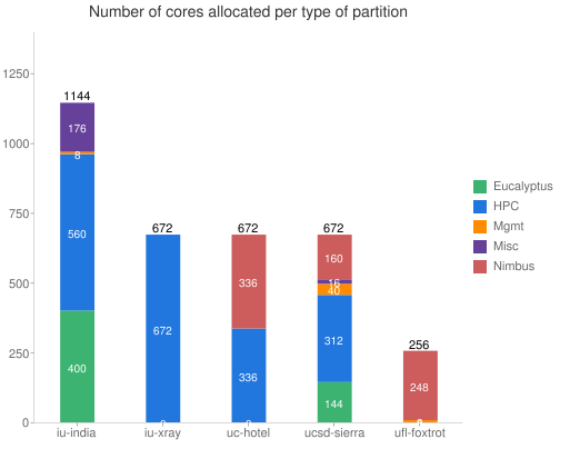 Number of cores allocated per type of partition
1250
1000
750
500
250
0
1144
176
8
560
400
672
672
672
336
336
672
160
16
40
312
144
256
248
iu-india
iu-xray
uc-hotel
ucsd-sierra
ufl-foxtrot
Eucalyptus
HPC
Mgmt
Misc
Nimbus